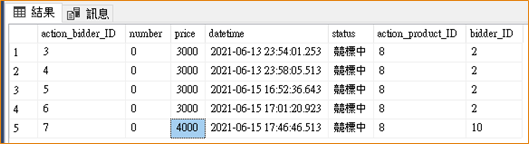 結果 訊息
action_bidder_ID number price datetime status action_product_ID bidder_ID
1 3 0 3000 2021-06-13 23:54:01.253 競標中 8 2
2 4 0 3000 2021-06-13 23:58:05.513 競標中 8 2
3 5 0 3000 2021-06-15 16:52:36.643 競標中 8 2
4 6 0 3000 2021-06-15 17:01:20.923 競標中 8 2
5 7 0 4000 2021-06-15 17:46:46.513 競標中 8 10